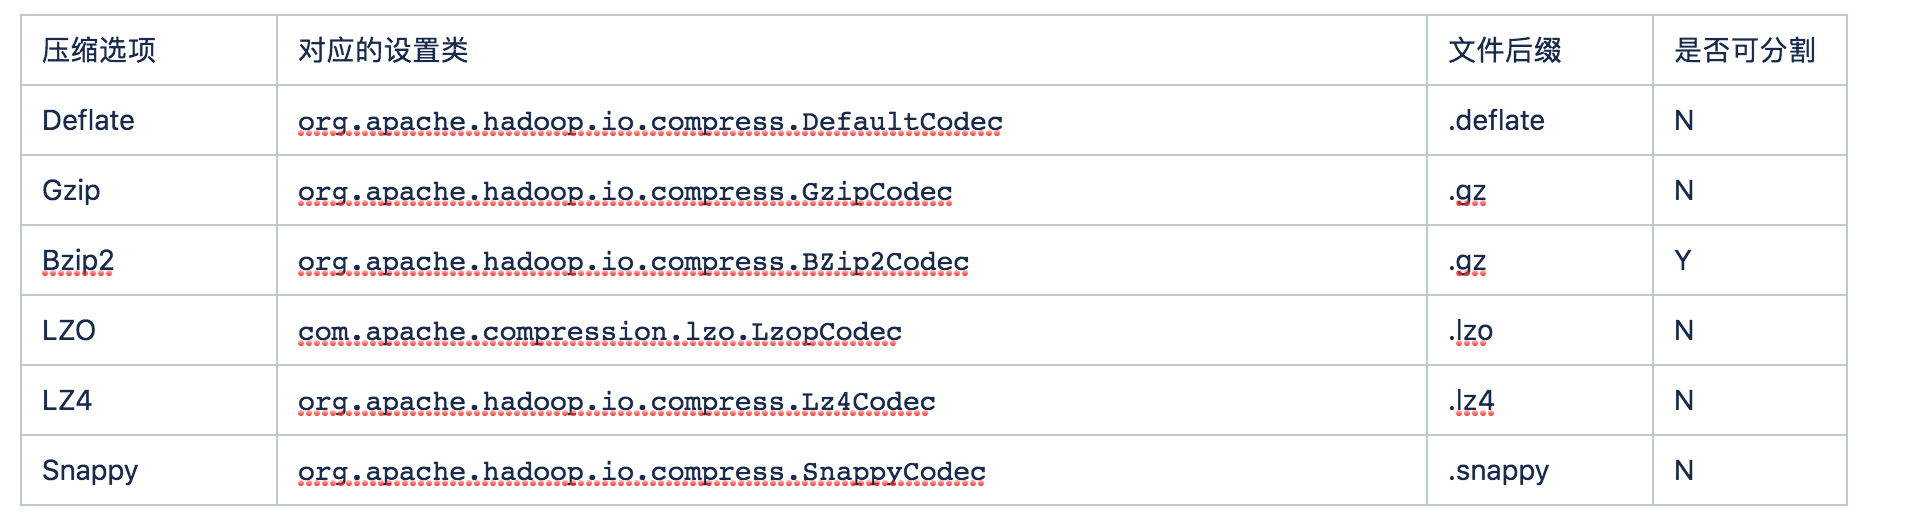 压缩选项 对应的设置类 文件后缀 是否可分割
Deflate org.apache.hadoop.io.compress.DefaultCodec .deflate N
Gzip org.apache.hadoop.io.compress.GzipCodec .gz N
Bzip2 org.apache.hadoop.io.compress.BZip2Codec .gz Y
LZO com.apache.compression.lzo.LzopCodec .lzo N
LZ4 org.apache.hadoop.io.compress.Lz4Codec .lz4 N
Snappy org.apache.hadoop.io.compress.SnappyCodec .snappy N